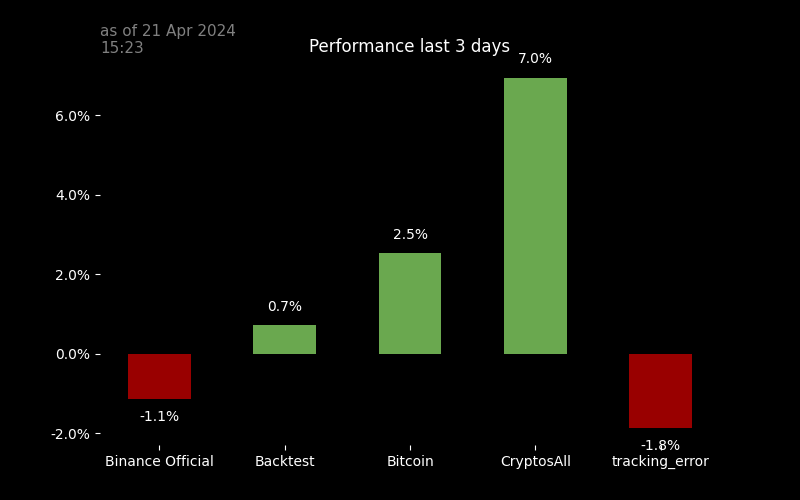 as of 21 Apr 2024
15:23
Performance last 3 days
7.0%
6.0%
4.0%
2.5%
2.0%
0.7%
0.0%
-1.1%
-2.0%
-1.8%
Binance Official
Backtest
Bitcoin
CryptosAll
tracking_error